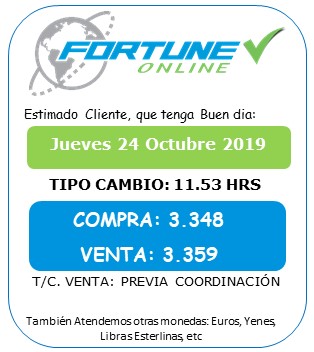 FORTUNE
ONLINE
Estimado Cliente, que tenga Buen dia:
Jueves 24 Octubre 2019
TIPO CAMBIO: 11.53 HRS
COMPRA: 3.348
VENTA: 3.359
T/C. VENTA: PREVIA COORDINACIÓN
También Atendemos otras monedas: Euros, Yenes,
Libras Esterlinas, etc